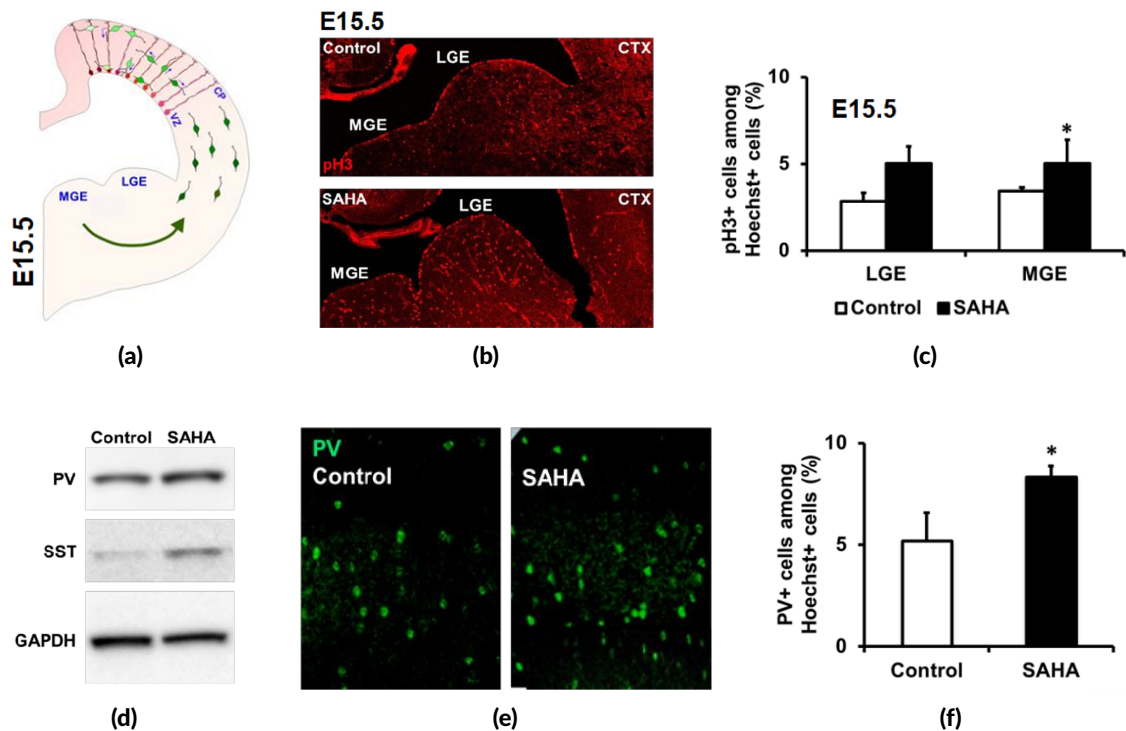 E15.5
CP
VZ
MGE
LGE
(a)
E15.5
Control
LGE
CTX
MGE
pH3
SAHA
LGE
CTX
MGE
(b)
pH3+ cells among
Hoechst+ cells (%)
10
5
0
E15.5
*
LGE
MGE
Control
SAHA
(c)
Control
SAHA
PV
SST
GAPDH
(d)
PV
Control
SAHA
(e)
PV+ cells among
Hoechst+ cells (%)
10
5
0
*
Control
SAHA
(f)